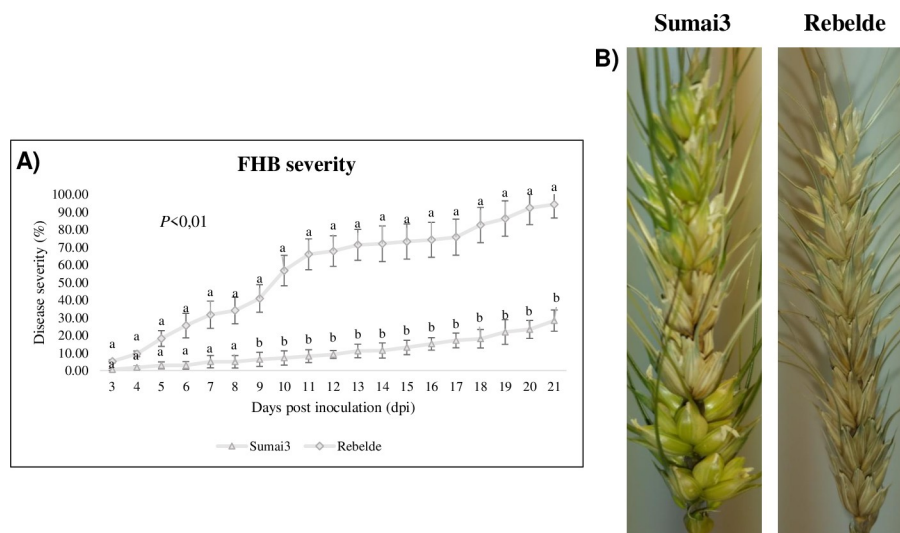 Sumai3 Rebelde
B)
A)
FHB severity
100.00
90.00
80.00
70.00
60.00
50.00
40.00
30.00
20.00
10.00
0.00
Disease severity (%)
P<0,01
a a a a a a a a a a a a a a a a a a a
a a a a a a b b b b b b b b b b b b b
3 4 5 6 7 8 9 10 11 12 13 14 15 16 17 18 19 20 21
Days post inoculation (dpi)
Sumai3 Rebelde